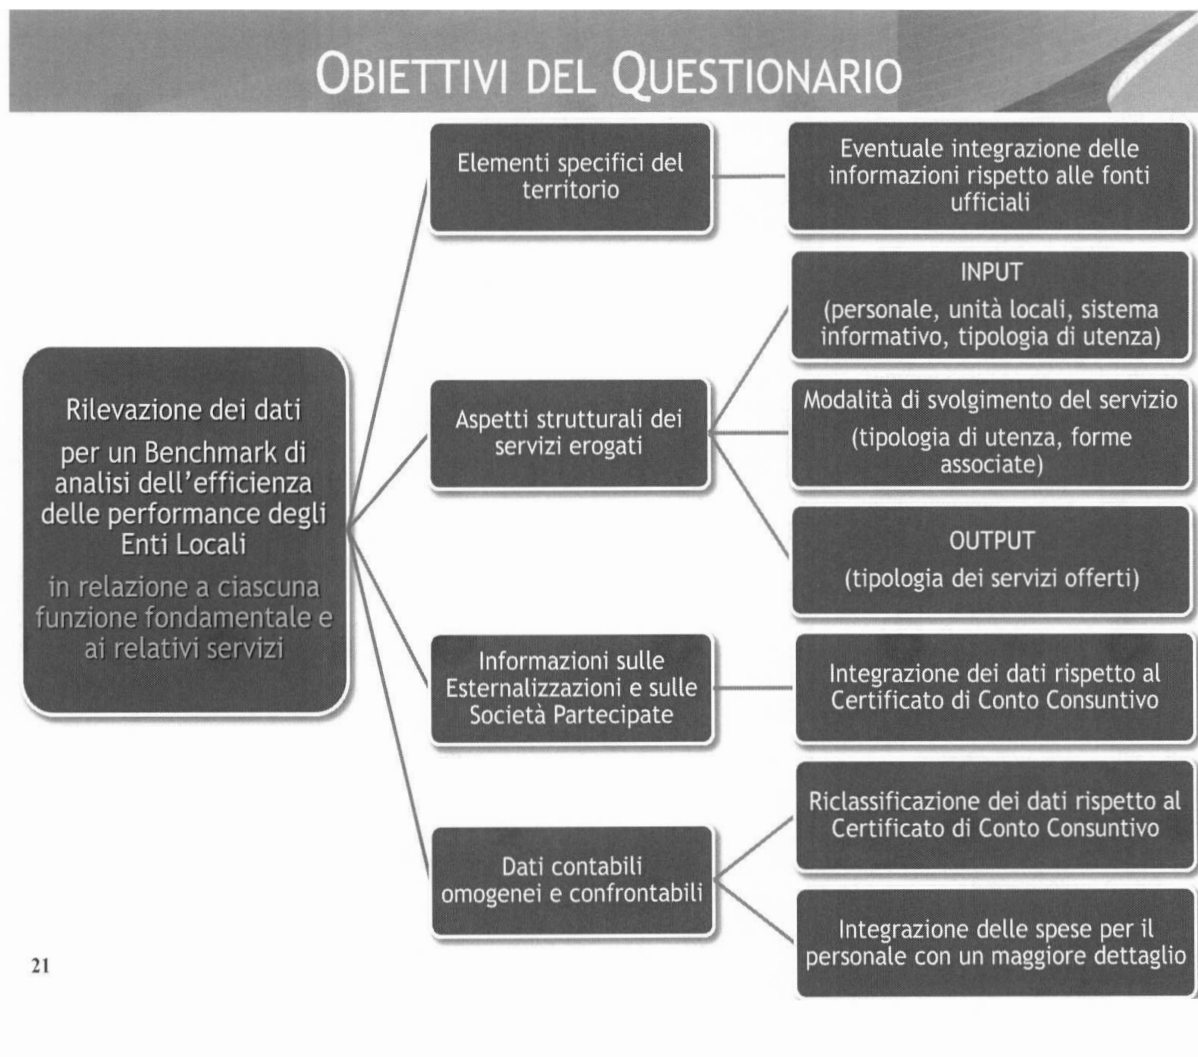 OBIETTIVI DEL QUESTIONARIO
Elementi specifici del
territorio
Eventuale integrazione delle
informazioni rispetto alle fonti
ufficiali
INPUT
(personale, unità locali, sistema
informativo, tipologia di utenza)
Rilevazione dei dati
per un Benchmark di
analisi dell'efficienza
delle performance degli
Enti Locali
in relazione a ciascuna
funzione fondamentale e
ai relativi servizi
Aspetti strutturali dei
servizi erogati
Modalità di svolgimento del servizio
(tipologia di utenza, forme
associate)
OUTPUT
(tipologia dei servizi offerti)
Informazioni sulle
Esternalizzazioni e sulle
Società Partecipate
Integrazione dei dati rispetto al
Certificato di Conto Consuntivo
Dati contabili
omogenei e confrontabili
Riclassificazione dei dati rispetto al
Certificato di Conto Consuntivo
Integrazione delle spese per il
personale con un maggiore dettaglio
21